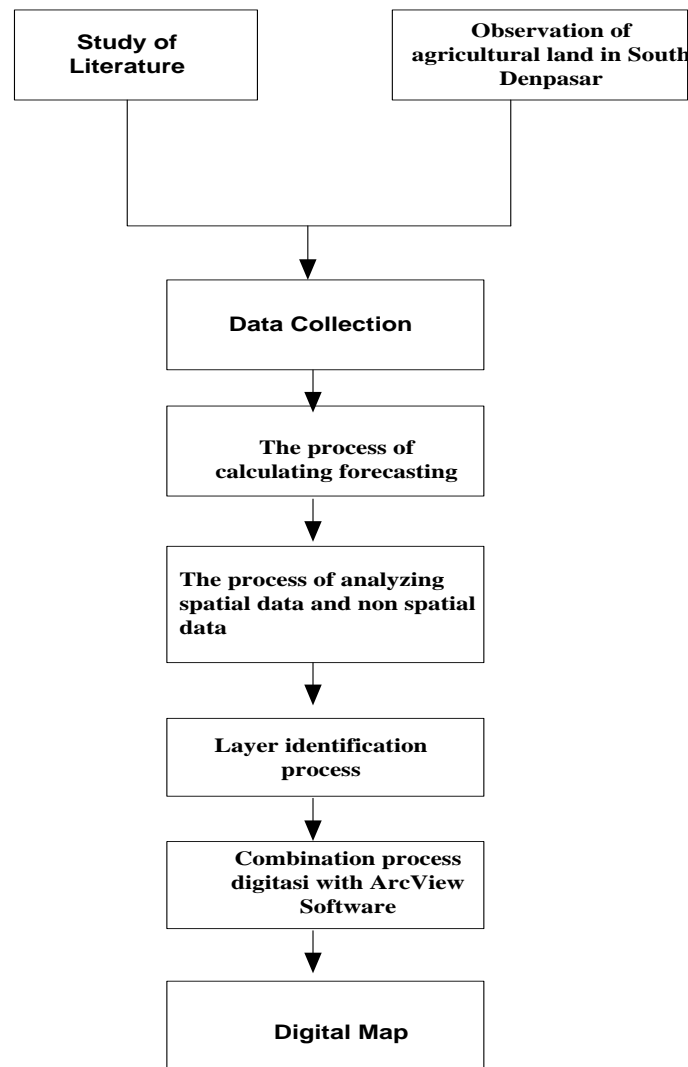 Study of
Literature
Observation of
agricultural land in South
Denpasar
Data Collection
The process of
calculating forecasting
The process of analyzing
spatial data and non spatial
data
Layer identification
process
Combination process
digitasi with ArcView
Software
Digital Map